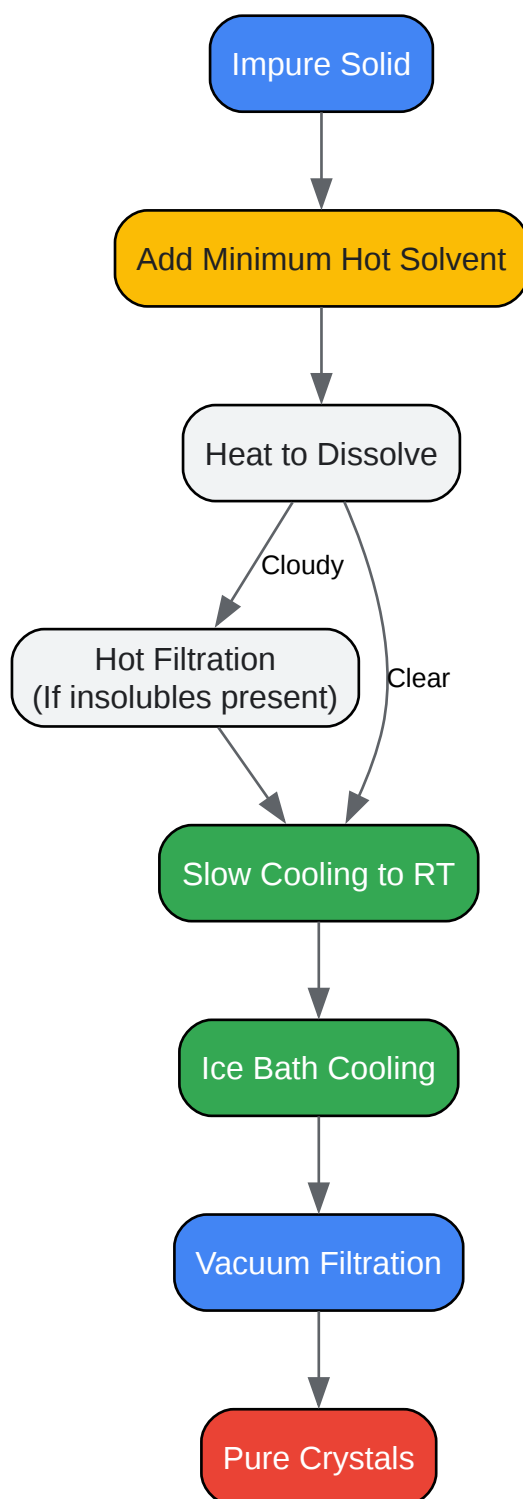 Impure Solid
Add Minimum Hot Solvent
Heat to Dissolve
Cloudy
Hot Filtration
(If insolubles present)
Clear
Slow Cooling to RT
Ice Bath Cooling
Vacuum Filtration
Pure Crystals